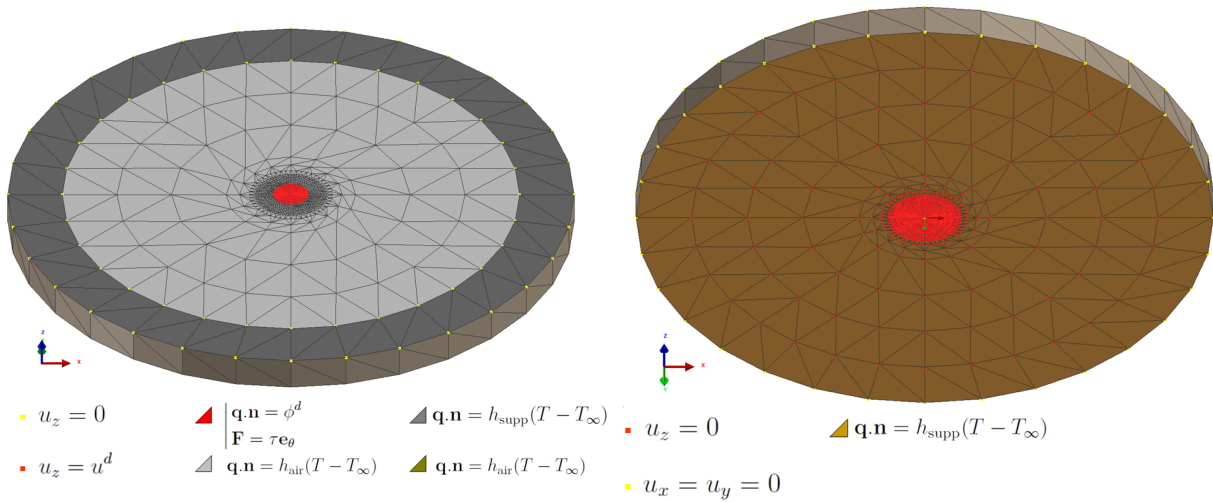 z
x
u_z = 0
q.n = ϕ^d
F = τe_θ
q.n = h_supp(T − T_∞)
u_z = u^d
q.n = h_air(T − T_∞)
q.n = h_air(T − T_∞)
z
x
Y
u_z = 0
q.n = h_supp(T − T_∞)
u_x = u_y = 0